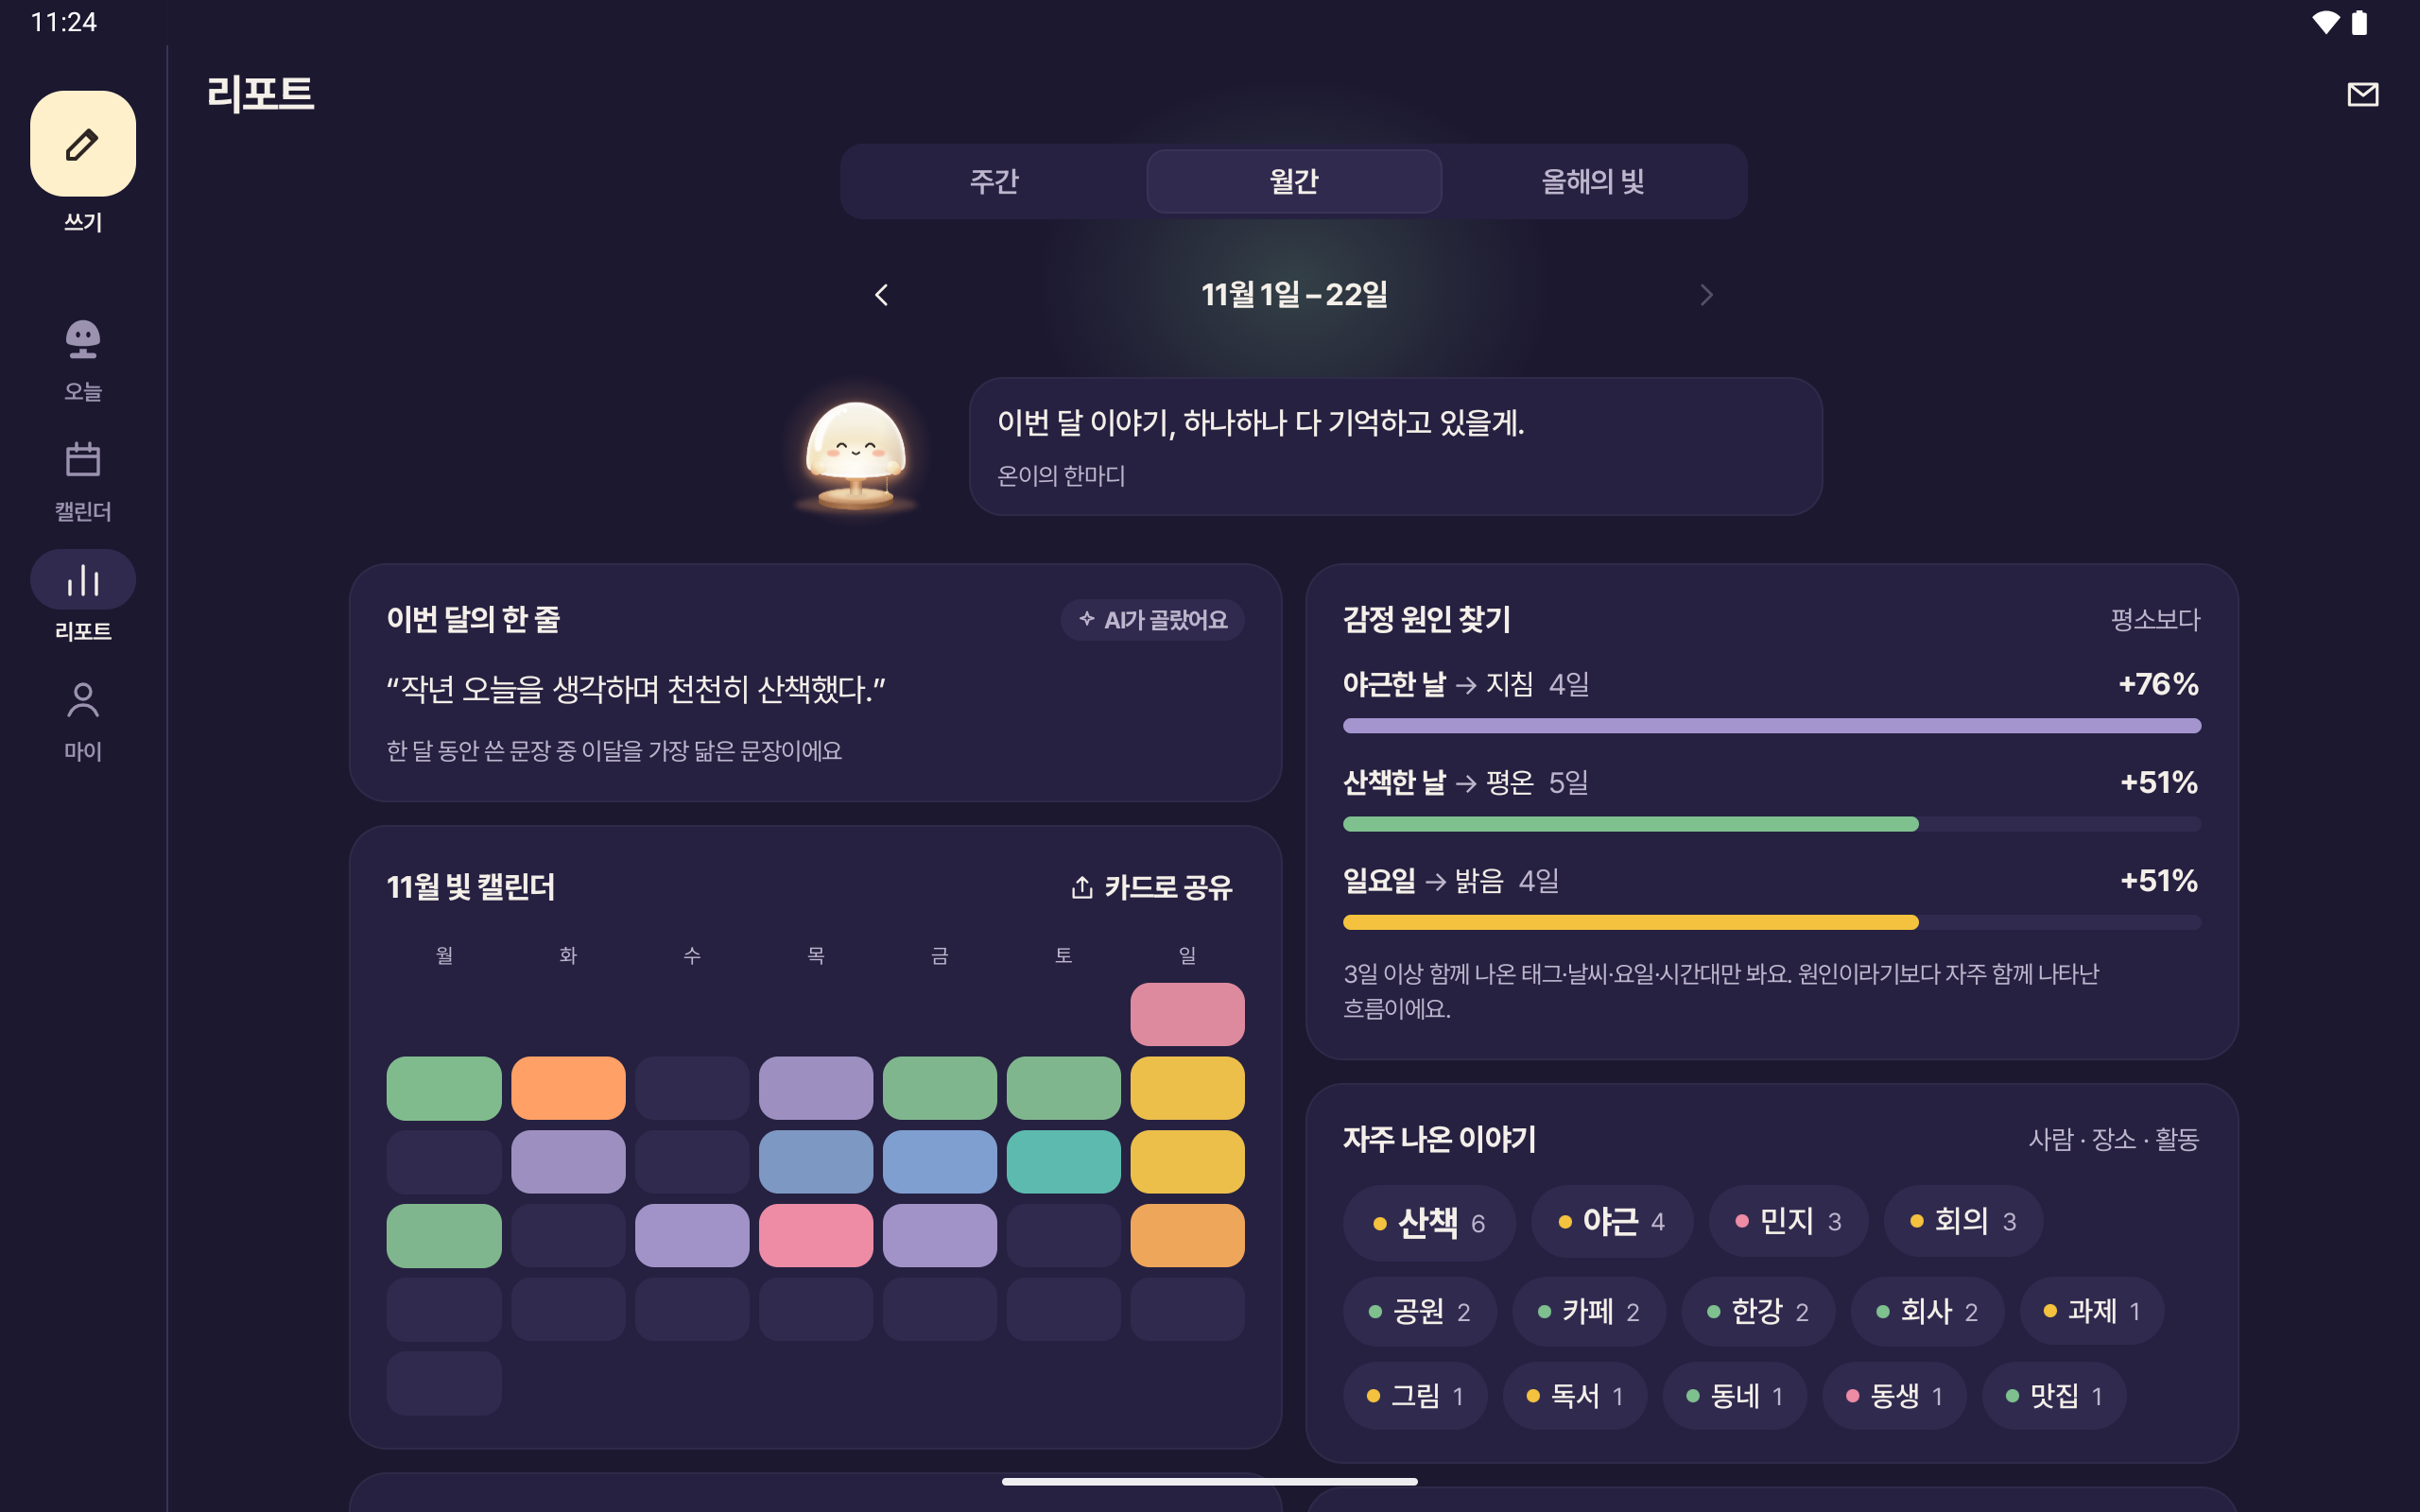 11:24
리포트
쓰기
오늘
캘린더
리포트
마이
주간 월간 올해의 빛
11월 1일 – 22일
이번 달 이야기, 하나하나 다 기억하고 있을게.
온이의 한마디
이번 달의 한 줄
AI가 골랐어요
“작년 오늘을 생각하며 천천히 산책했다.”
한 달 동안 쓴 문장 중 이달을 가장 닮은 문장이에요
11월 빛 캘린더
카드로 공유
월 화 수 목 금 토 일
감정 원인 찾기
평소보다
야근한 날 → 지침 4일 +76%
산책한 날 → 평온 5일 +51%
일요일 → 밝음 4일 +51%
3일 이상 함께 나온 태그·날씨·요일·시간대만 봐요. 원인이라기보다 자주 함께 나타난
흐름이에요.
자주 나온 이야기
사람 · 장소 · 활동
산책 6 야근 4 민지 3 회의 3
공원 2 카페 2 한강 2 회사 2 과제 1
그림 1 독서 1 동네 1 동생 1 맛집 1